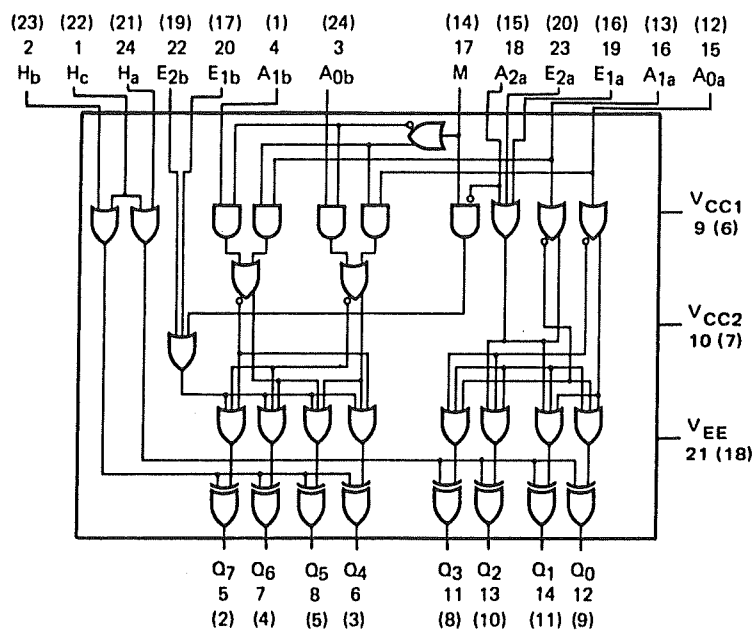 (23) (22) (21) (19) (17) (1) (24) (14) (15) (20) (16) (13) (12)
2 1 24 22 20 4 3 17 18 23 19 16 15
Hb Hc Ha E2b E1b A1b A0b M A2a E2a E1a A1a A0a
VCC1
9 (6)
VCC2
10 (7)
VEE
21 (18)
Q7 Q6 Q5 Q4 Q3 Q2 Q1 Q0
5 7 8 6 11 13 14 12
(2) (4) (5) (3) (8) (10) (11) (9)